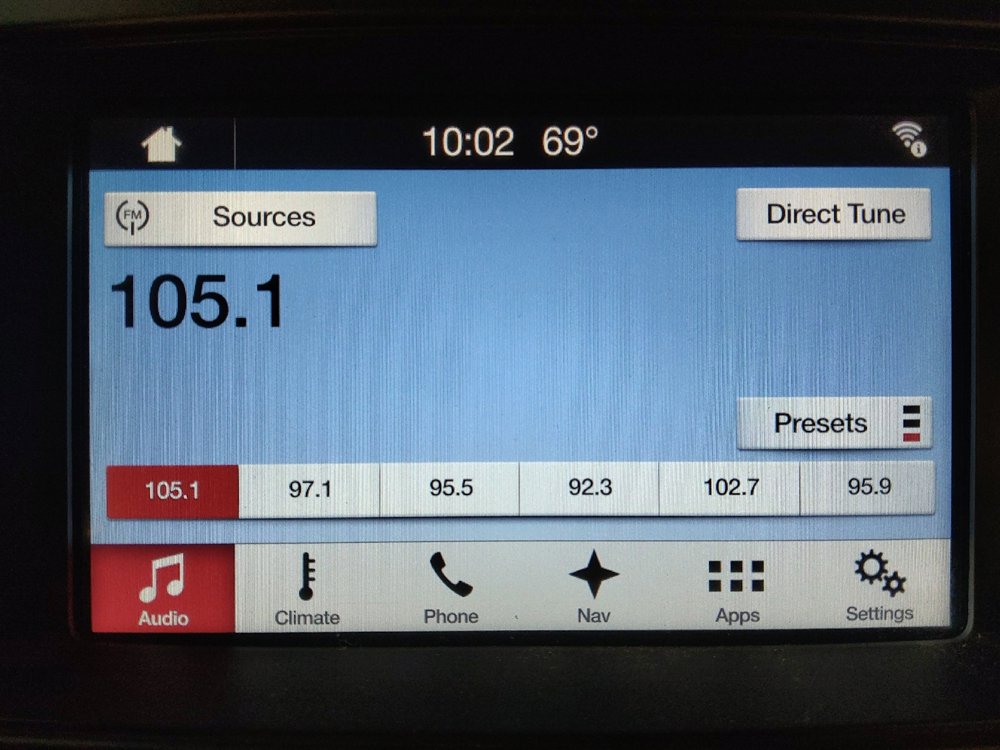 10:02 69°
FM Sources
Direct Tune
105.1
Presets
105.1 97.1 95.5 92.3 102.7 95.9
Audio Climate Phone Nav Apps Settings